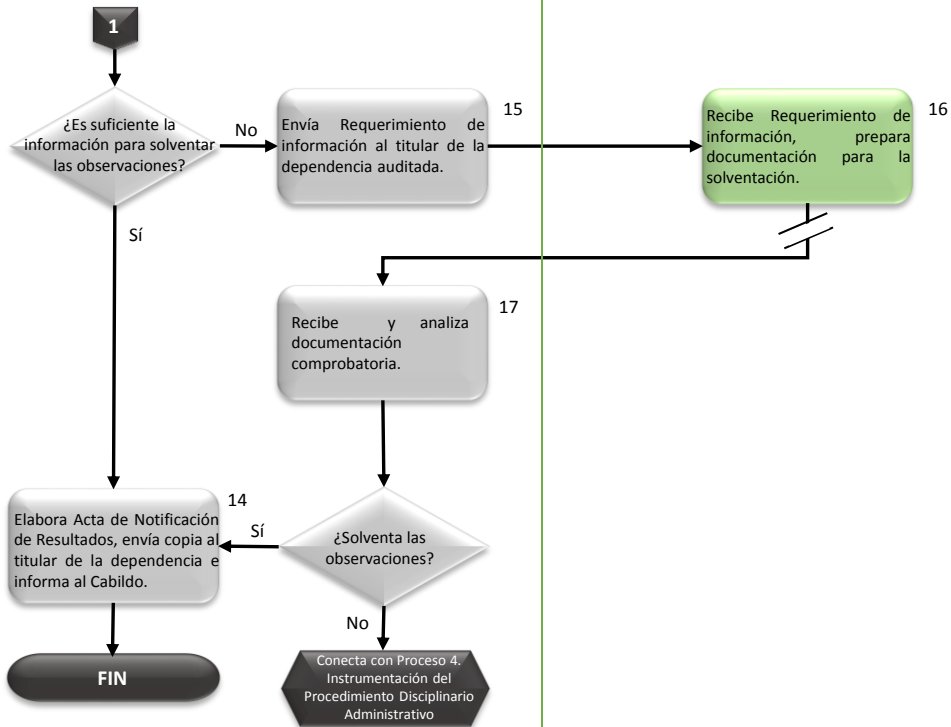 1
¿Es suficiente la
información para solventar
las observaciones?
No
15
Envía Requerimiento de
información al titular de la
dependencia auditada.
16
Recibe Requerimiento de
información, prepara
documentación para la
solventación.
Sí
17
Recibe y analiza
documentación
comprobatoria.
14
Elabora Acta de Notificación
de Resultados, envía copia al
titular de la dependencia e
informa al Cabildo.
Sí
¿Solventa las
observaciones?
No
FIN
Conecta con Proceso 4.
Instrumentación del
Procedimiento Disciplinario
Administrativo